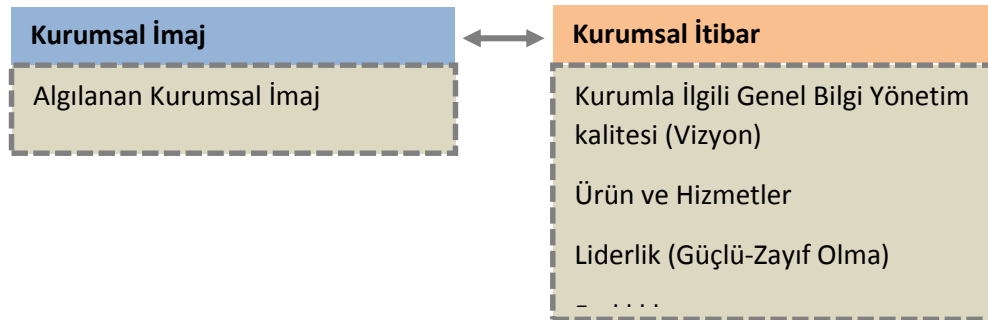 Kurumsal İmaj
Algılanan Kurumsal İmaj
Kurumsal İtibar
Kurumla İlgili Genel Bilgi Yönetim
kalitesi (Vizyon)
Ürün ve Hizmetler
Liderlik (Güçlü-Zayıf Olma)